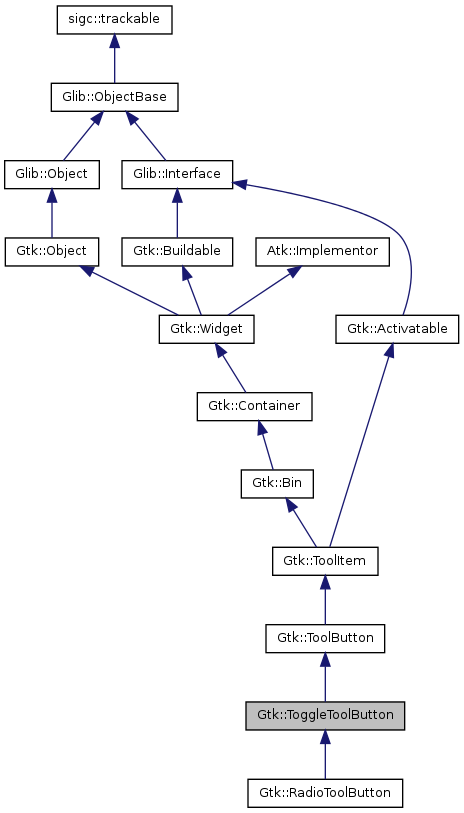 sigc::trackable
Glib::ObjectBase
Glib::Object
Glib::Interface
Gtk::Object
Gtk::Buildable
Atk::Implementor
Gtk::Widget
Gtk::Activatable
Gtk::Container
Gtk::Bin
Gtk::ToolItem
Gtk::ToolButton
Gtk::ToggleToolButton
Gtk::RadioToolButton